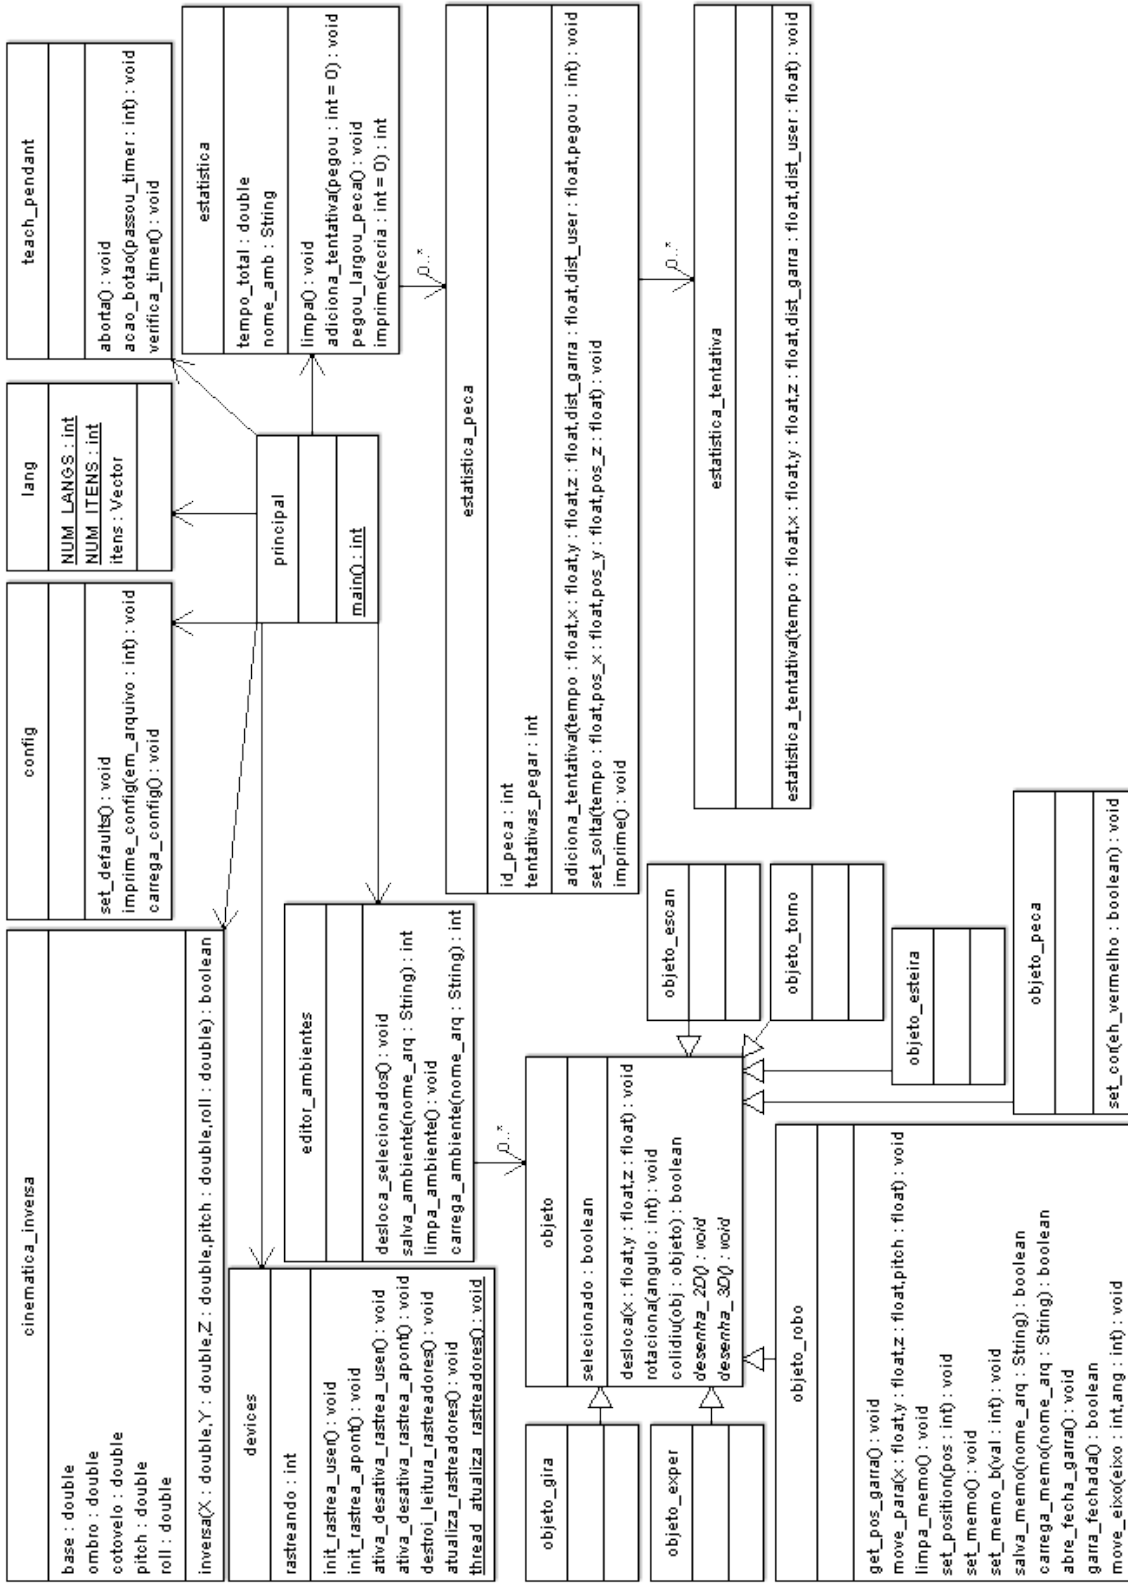 cinematica_inversa
base : double
ombro : double
cotovelo : double
pitch : double
roll : double
inversa(X : double,Y : double,Z : double,pitch : double,roll : double) : boolean
config
set_defaults() : void
imprime_config(em_arquivo : int) : void
carrega_config() : void
lang
NUM_LANGS : int
NUM_ITENS : int
itens : Vector
teach_pendant
aborta() : void
acao_botao(passou_timer : int) : void
verifica_timer() : void
devices
rastreando : int
init_rastrea_user() : void
init_rastrea_apont() : void
ativa_desativa_rastrea_user() : void
ativa_desativa_rastrea_apont() : void
destroi_leitura_rastreadores() : void
atualiza_rastreadores() : void
thread_atualiza_rastreadores() : void
editor_ambientes
desloca_selecionados() : void
salva_ambiente(nome_arq : String) : int
limpa_ambiente() : void
carrega_ambiente(nome_arq : String) : int
principal
main() : int
estatistica
tempo_total : double
nome_amb : String
limpa() : void
adiciona_tentativa(pegou : int = 0) : void
pegou_largou_peca() : void
imprime(recria : int = 0) : int
0..*
0..*
0..*
estatistica_peca
id_peca : int
tentativas_pegar : int
adiciona_tentativa(tempo : float,x : float,y : float,z : float,dist_garra : float,dist_user : float,pegou : int) : void
set_solta(tempo : float,pos_x : float,pos_y : float,pos_z : float) : void
imprime() : void
estatistica_tentativa
estatistica_tentativa(tempo : float,x : float,y : float,z : float,dist_garra : float,dist_user : float) : void
objeto_gira
objeto_exper
objeto
selecionado : boolean
desloca(x : float,y : float,z : float) : void
rotaciona(angulo : int) : void
colidiu(obj : objeto) : boolean
desenha_2D() : void
desenha_3D() : void
objeto_escan
objeto_torno
objeto_esteira
objeto_peca
set_cor(eh_vermelho : boolean) : void
objeto_robo
get_pos_garra() : void
move_para(x : float,y : float,z : float,pitch : float) : void
limpa_memo() : void
set_position(pos : int) : void
set_memo() : void
set_memo_b(val : int) : void
salva_memo(nome_arq : String) : boolean
carrega_memo(nome_arq : String) : boolean
abre_fecha_garra() : void
garra_fechada() : boolean
move_eixo(eixo : int,ang : int) : void